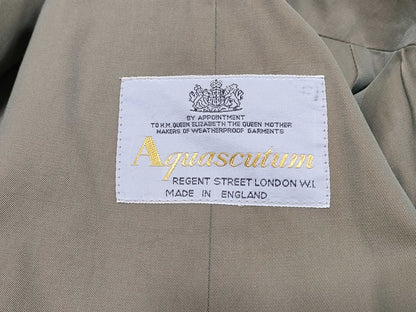 BY APPOINTMENT
TO H.M. QUEEN ELIZABETH THE QUEEN MOTHER
MAKERS OF WEATHERPROOF GARMENTS
Aquascutum
REGENT STREET LONDON W.I.
MADE IN ENGLAND